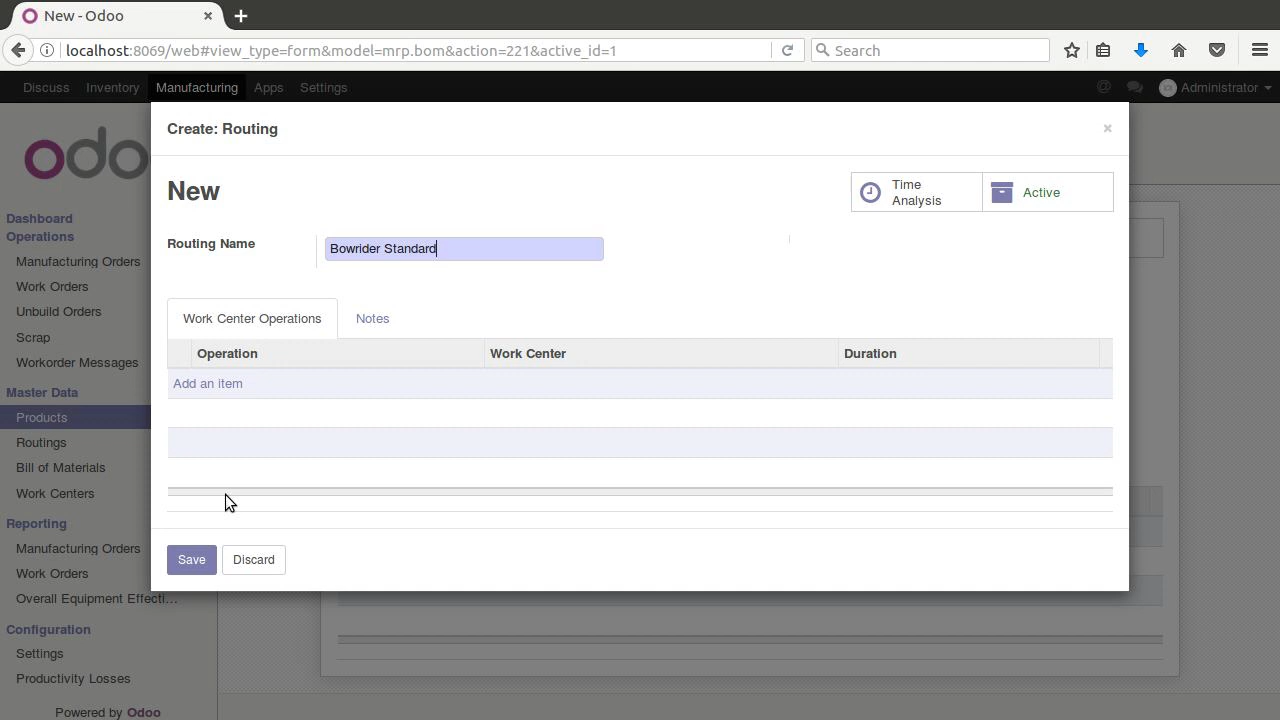 New - Odoo
localhost:8069/web#view_type=form&model=mrp.bom&action=221&active_id=1
Search
Discuss Inventory Manufacturing Apps Settings
@ Administrator
odoo
Create: Routing
×
New
Time Analysis
Active
Routing Name
Bowrider Standard
Work Center Operations Notes
Operation Work Center Duration
Add an item
Save Discard
Dashboard
Operations
Manufacturing Orders
Work Orders
Unbuild Orders
Scrap
Workorder Messages
Master Data
Products
Routings
Bill of Materials
Work Centers
Reporting
Manufacturing Orders
Work Orders
Overall Equipment Effecti...
Configuration
Settings
Productivity Losses
Powered by Odoo